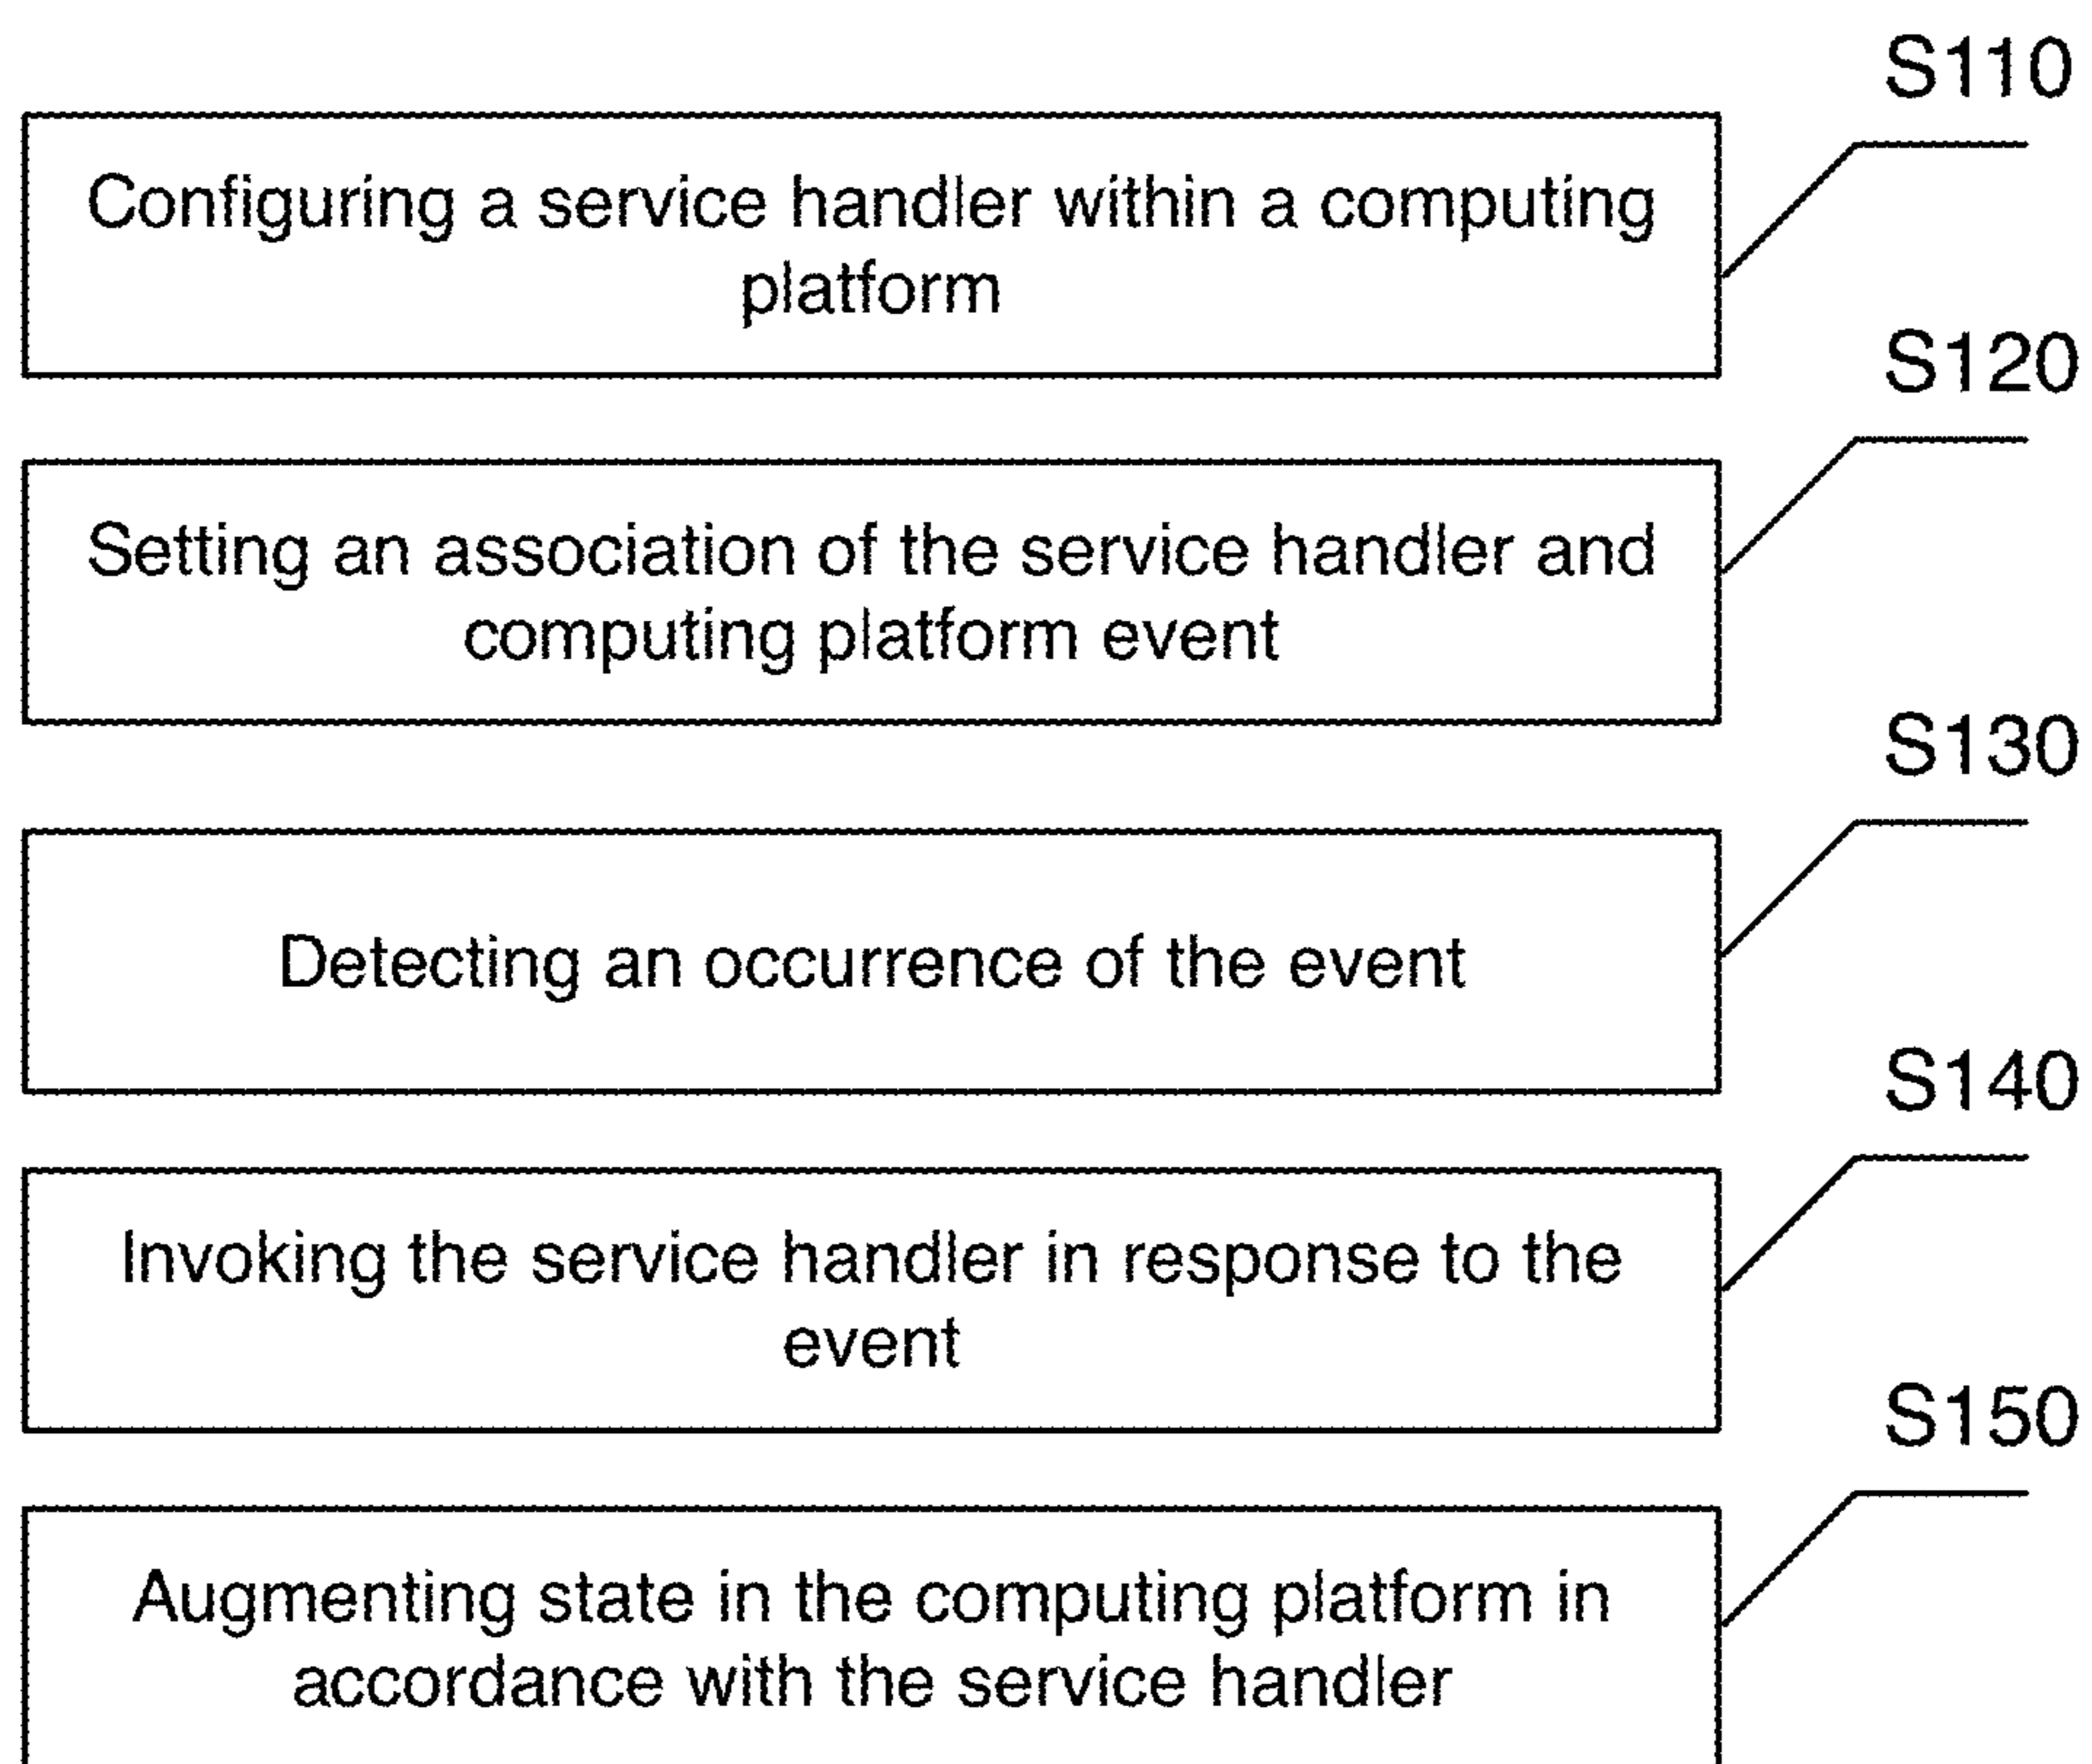 S110
Configuring a service handler within a computing
platform
S120
Setting an association of the service handler and
computing platform event
S130
Detecting an occurrence of the event
S140
Invoking the service handler in response to the
event
S150
Augmenting state in the computing platform in
accordance with the service handler